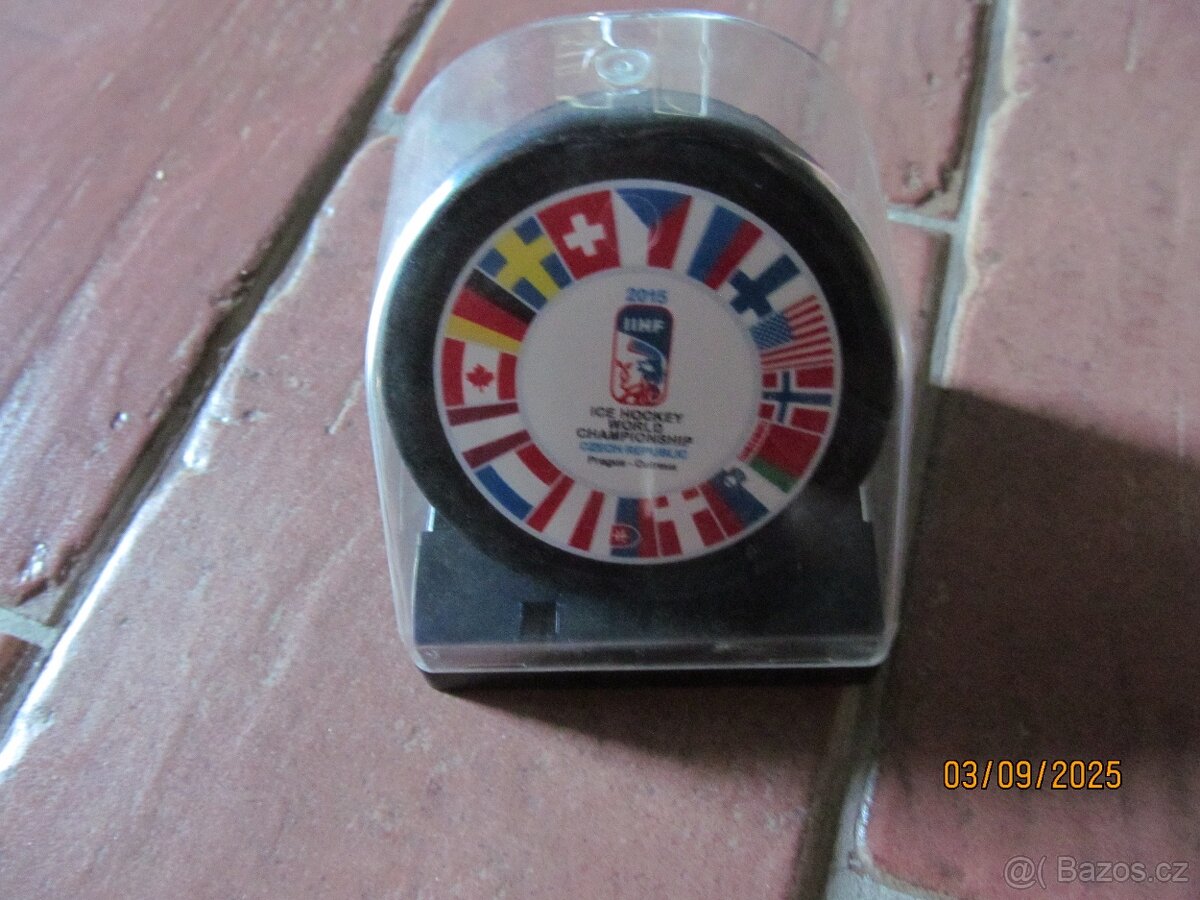 2015
IIHF
ICE HOCKEY
WORLD
CHAMPIONSHIP
CZECH REPUBLIC
Prague - Ostrava
03/09/2025
@( Bazos.cz